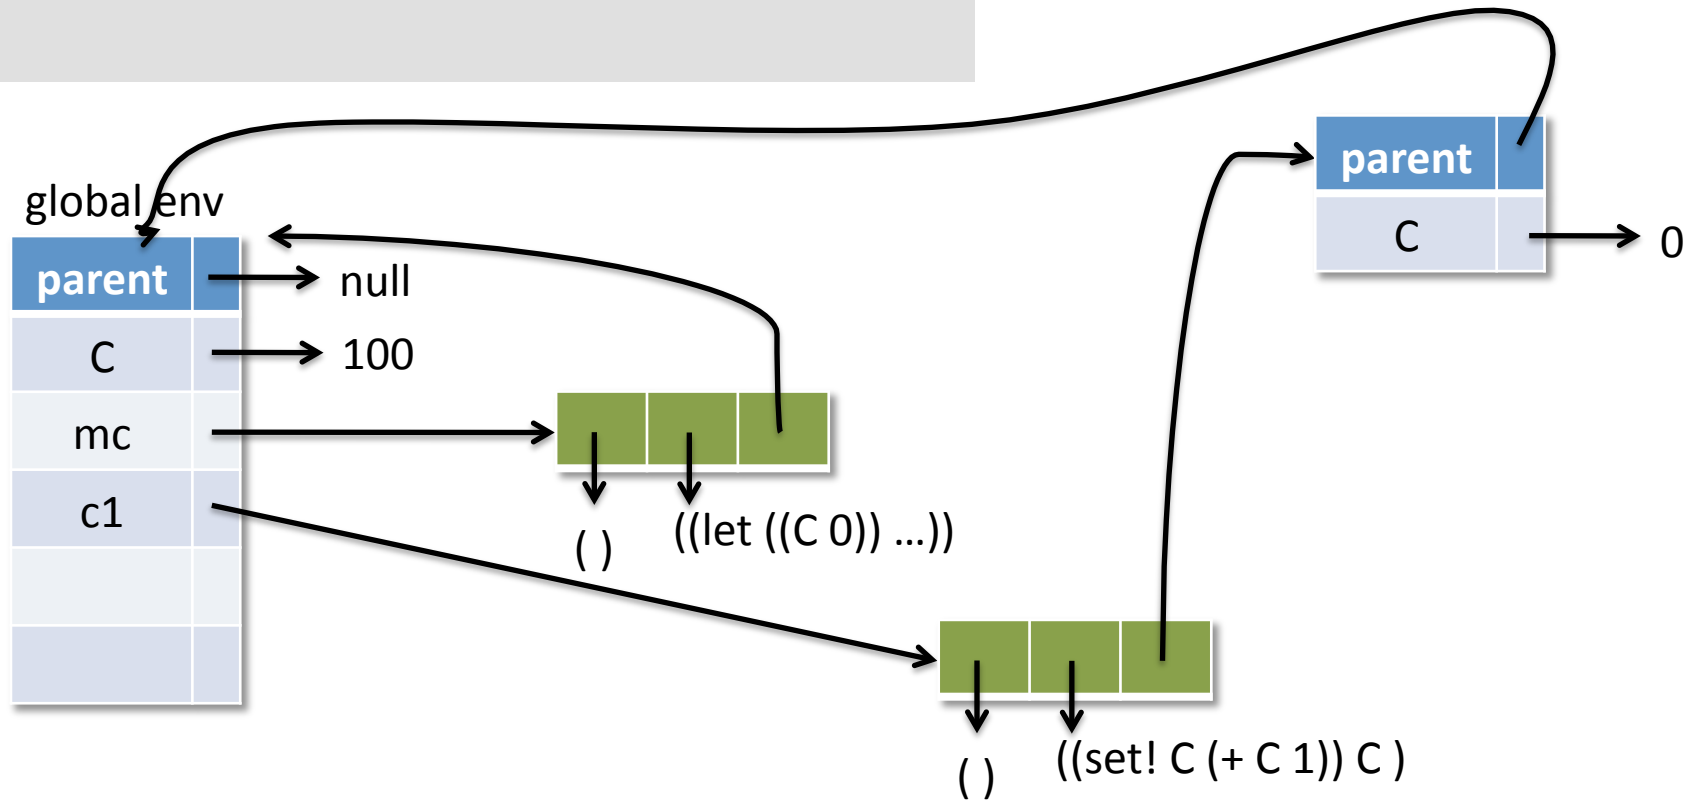 global env
parent
null
C
100
mc
c1
( )
((let ((C 0)) ...))
parent
C
0
( )
((set! C (+ C 1)) C )